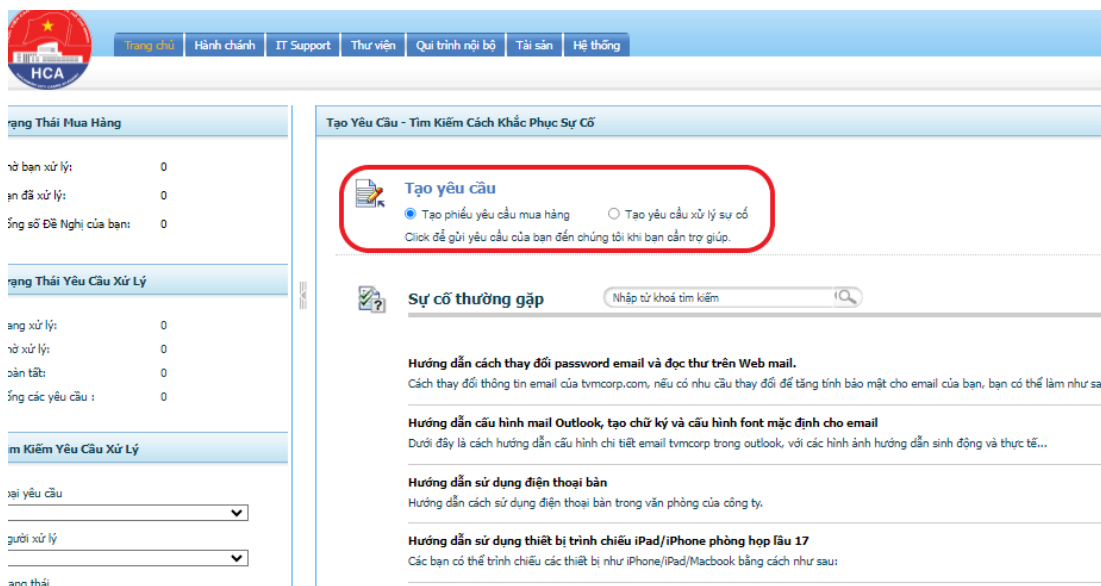 HCA
Trang chủ Hành chánh IT Support Thư viện Qui trình nội bộ Tài sản Hệ thống
rạng Thái Mua Hàng
hờ bạn xử lý: 0
ạn đã xử lý: 0
ổng số Đề Nghị của bạn: 0
rạng Thái Yêu Cầu Xử Lý
ang xử lý: 0
hờ xử lý: 0
oàn tất: 0
ổng các yêu cầu : 0
ìm Kiếm Yêu Cầu Xử Lý
oại yêu cầu
gười xử lý
ạng thái
Tạo Yêu Cầu - Tìm Kiếm Cách Khắc Phục Sự Cố
Tạo yêu cầu
Tạo phiếu yêu cầu mua hàng Tạo yêu cầu xử lý sự cố
Click để gửi yêu cầu của bạn đến chúng tôi khi bạn cần trợ giúp.
Sự cố thường gặp Nhập từ khoá tìm kiếm
Hướng dẫn cách thay đổi password email và đọc thư trên Web mail.
Cách thay đổi thông tin email của tvmcorp.com, nếu có nhu cầu thay đổi để tăng tính bảo mật cho email của bạn, bạn có thể làm như sa
Hướng dẫn cấu hình mail Outlook, tạo chữ ký và cấu hình font mặc định cho email
Dưới đây là cách hướng dẫn cấu hình chi tiết email tvmcorp trong outlook, với các hình ảnh hướng dẫn sinh động và thực tế...
Hướng dẫn sử dụng điện thoại bàn
Hướng dẫn cách sử dụng điện thoại bàn trong văn phòng của công ty.
Hướng dẫn sử dụng thiết bị trình chiếu iPad/iPhone phòng họp lầu 17
Các bạn có thể trình chiếu các thiết bị như iPhone/iPad/Macbook bằng cách như sau: